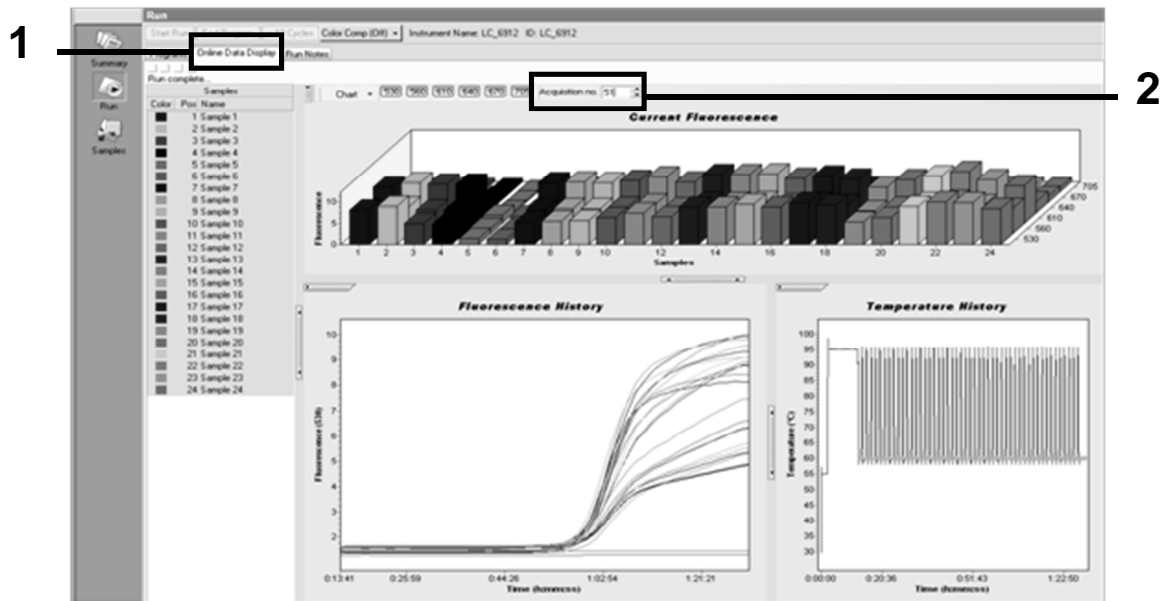 Run
1
2
Start Run
Cycles
Color Comp (Off)
Instrument Name: LC_6912 ID: LC_6912
Online Data Display
Run Notes
Summary
Run
Samples
Run complete...
Samples
Color Pos Name
1 Sample 1
2 Sample 2
3 Sample 3
4 Sample 4
5 Sample 5
6 Sample 6
7 Sample 7
8 Sample 8
9 Sample 9
10 Sample 10
11 Sample 11
12 Sample 12
13 Sample 13
14 Sample 14
15 Sample 15
16 Sample 16
17 Sample 17
18 Sample 18
19 Sample 19
20 Sample 20
21 Sample 21
22 Sample 22
23 Sample 23
24 Sample 24
Chart 530 560 610 640 670 705 Acquisition no. 51
Current Fluorescence
Fluorescence
10
5
0
1 2 3 4 5 6 7 8 9 10 12 14 16 18 20 22 24
Samples
705
670
640
610
560
530
Fluorescence History
Fluorescence (530)
10
9
8
7
6
5
4
3
2
0:13:41 0:25:59 0:44:26 1:02:54 1:21:21
Time (h:mm:ss)
Temperature History
Temperature (°C)
100
95
90
85
80
75
70
65
60
55
50
45
40
35
30
0:00:00 0:20:36 0:51:43 1:22:50
Time (h:mm:ss)